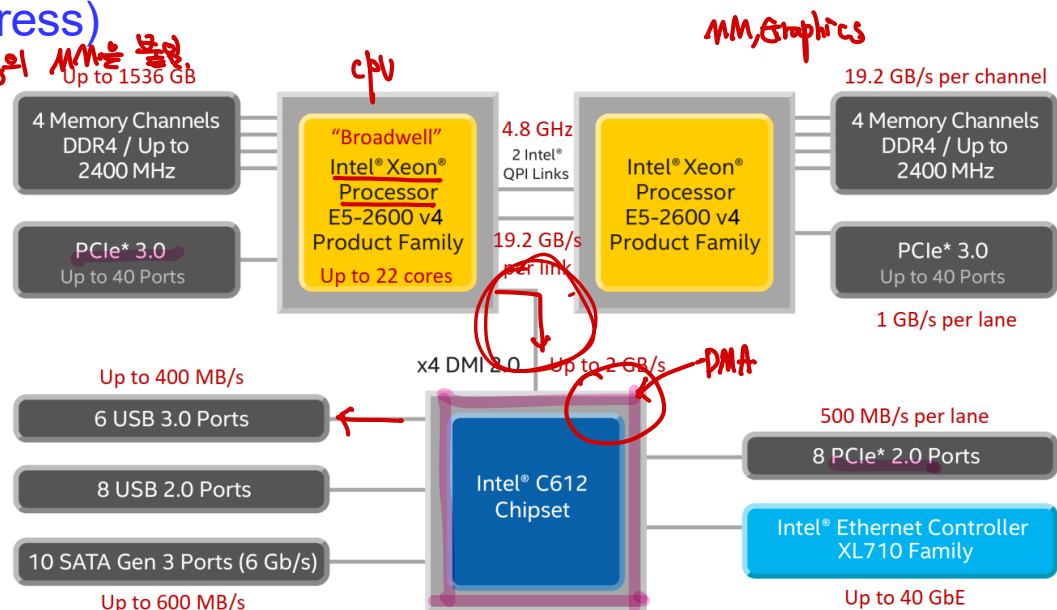 ress)
MM을 붙임.
MM, Graphics
Up to 1536 GB
CPU
19.2 GB/s per channel
4 Memory Channels
DDR4 / Up to
2400 MHz
"Broadwell"
Intel® Xeon®
Processor
E5-2600 v4
Product Family
Up to 22 cores
4.8 GHz
2 Intel®
QPI Links
19.2 GB/s
per link
Intel® Xeon®
Processor
E5-2600 v4
Product Family
4 Memory Channels
DDR4 / Up to
2400 MHz
PCIe* 3.0
Up to 40 Ports
PCIe* 3.0
Up to 40 Ports
1 GB/s per lane
x4 DMI 2.0
Up to 2 GB/s
DMA
Up to 400 MB/s
6 USB 3.0 Ports
8 USB 2.0 Ports
10 SATA Gen 3 Ports (6 Gb/s)
Up to 600 MB/s
Intel® C612
Chipset
500 MB/s per lane
8 PCIe* 2.0 Ports
Intel® Ethernet Controller
XL710 Family
Up to 40 GbE